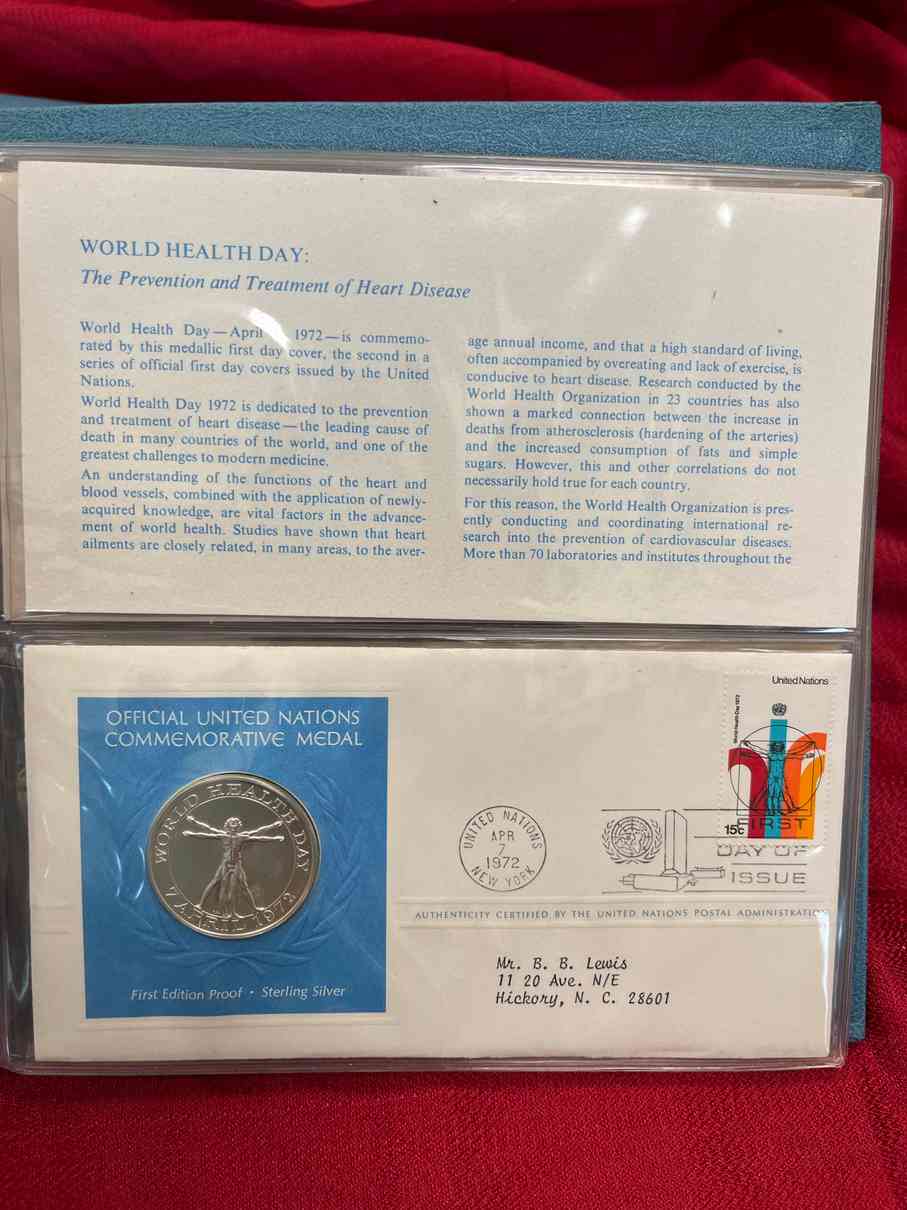 WORLD HEALTH DAY:
The Prevention and Treatment of Heart Disease
World Health Day—April 1972—is commemo-
rated by this medallic first day cover, the second in a
series of official first day covers issued by the United
Nations.
World Health Day 1972 is dedicated to the prevention
and treatment of heart disease—the leading cause of
death in many countries of the world, and one of the
greatest challenges to modern medicine.
An understanding of the functions of the heart and
blood vessels, combined with the application of newly-
acquired knowledge, are vital factors in the advance-
ment of world health. Studies have shown that heart
ailments are closely related, in many areas, to the aver-
age annual income, and that a high standard of living,
often accompanied by overeating and lack of exercise, is
conducive to heart disease. Research conducted by the
World Health Organization in 23 countries has also
shown a marked connection between the increase in
deaths from atherosclerosis (hardening of the arteries)
and the increased consumption of fats and simple
sugars. However, this and other correlations do not
necessarily hold true for each country.
For this reason, the World Health Organization is pres-
ently conducting and coordinating international re-
search into the prevention of cardiovascular diseases.
More than 70 laboratories and institutes throughout the
OFFICIAL UNITED NATIONS
COMMEMORATIVE MEDAL
WORLD HEALTH DAY
7 APRIL 1972
First Edition Proof • Sterling Silver
United Nations
World Health Day 1972
15c
UNITED NATIONS
APR
7
1972
NEW YORK
FIRST
DAY OF
ISSUE
AUTHENTICITY CERTIFIED BY THE UNITED NATIONS POSTAL ADMINISTRATION
Mr. B. B. Lewis
11 20 Ave. N/E
Hickory, N. C. 28601